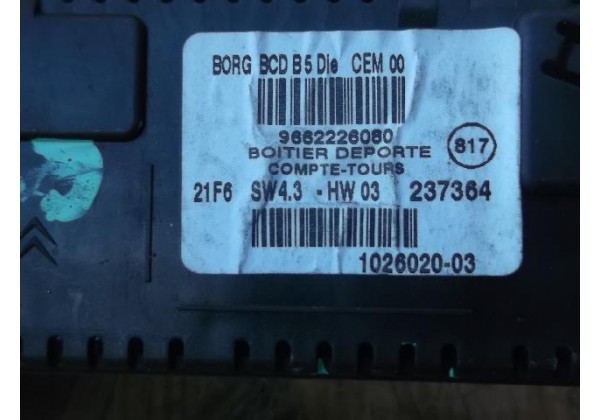 BORG BCD B5 Die CEM 00
9662226080
BOITIER DEPORTE
COMPTE-TOURS
817
21F6 SW4.3 -HW 03 237364
1026020-03